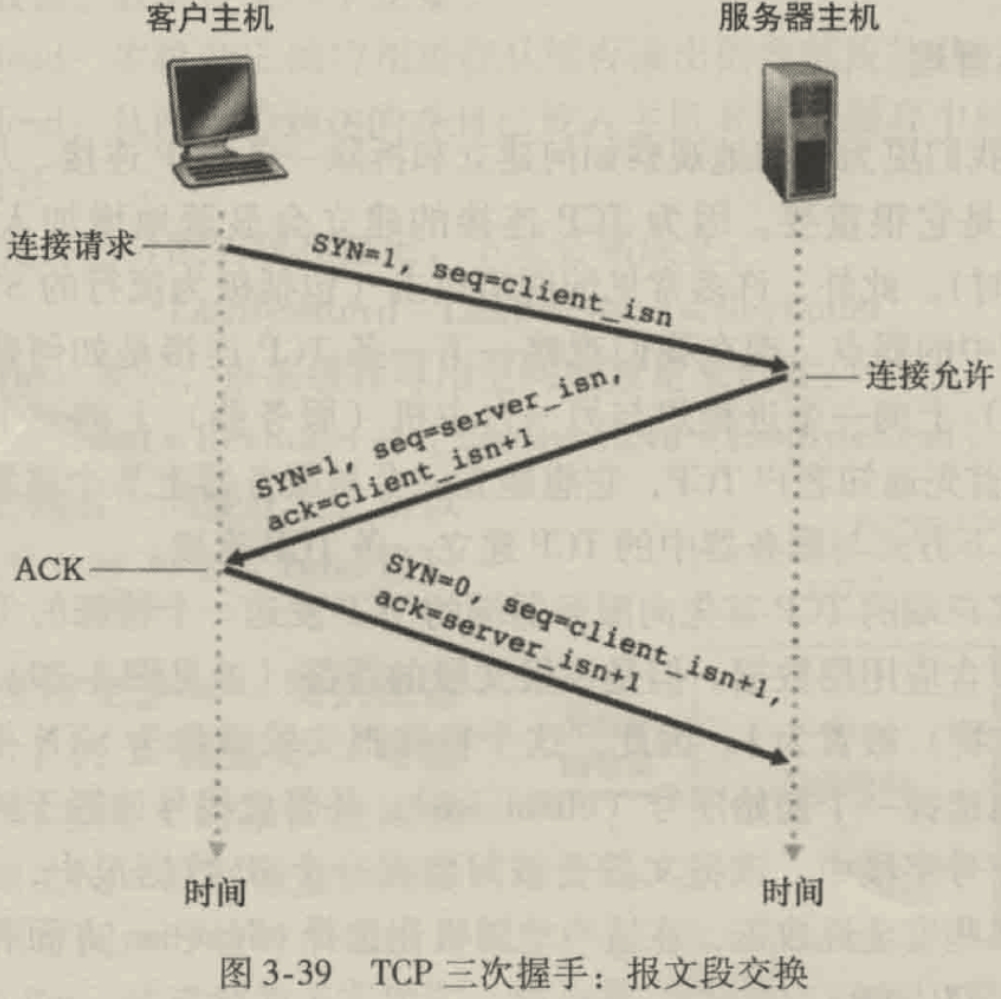 客户主机
服务器主机
连接请求
SYN=1, seq=client_isn
连接允许
SYN=1, seq=server_isn,
ack=client_isn+1
ACK
SYN=0, seq=client_isn+1,
ack=server_isn+1
时间
时间
图 3-39 TCP 三次握手：报文段交换